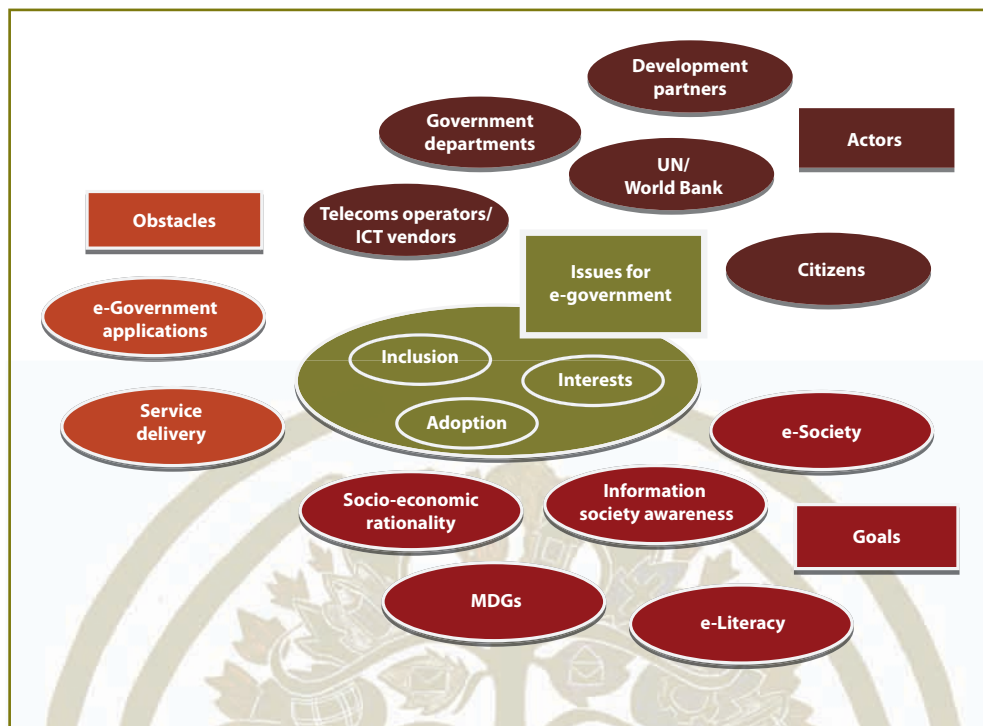 Development
partners
Government
departments
Actors
UN/
World Bank
Obstacles
Telecoms operators/
ICT vendors
Issues for
e-government
Citizens
e-Government
applications
Inclusion
Interests
Adoption
Service
delivery
e-Society
Socio-economic
rationality
Information
society awareness
Goals
MDGs
e-Literacy